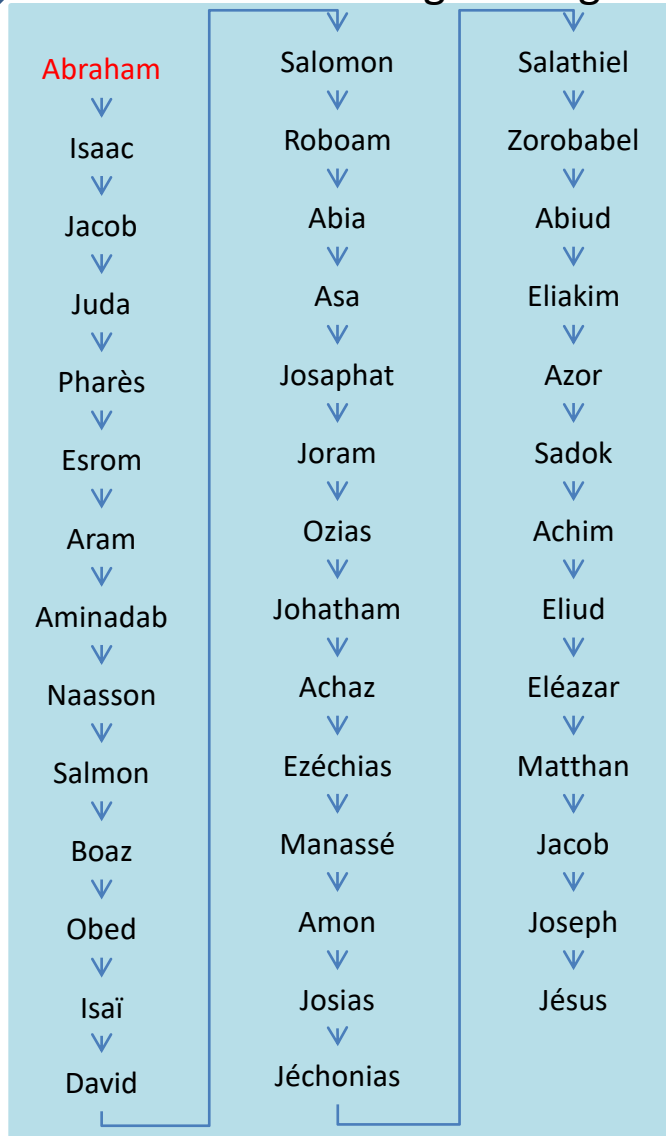 Abraham
Isaac
Jacob
Juda
Pharès
Esrom
Aram
Aminadab
Naasson
Salmon
Boaz
Obed
Isaï
David
Salomon
Roboam
Abia
Asa
Josaphat
Joram
Ozias
Johatham
Achaz
Ezéchias
Manassé
Amon
Josias
Jéchonias
Salathiel
Zorobabel
Abiud
Eliakim
Azor
Sadok
Achim
Eliud
Eléazar
Matthan
Jacob
Joseph
Jésus